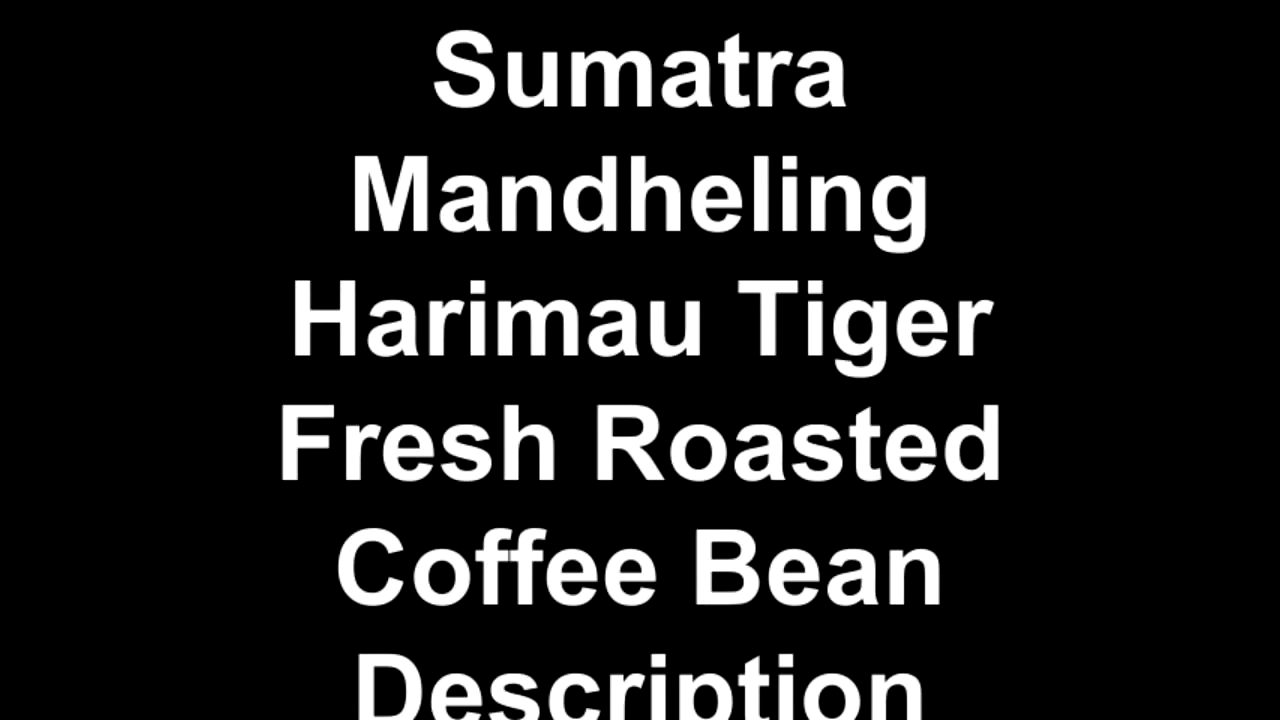 Sumatra
Mandheling
Harimau Tiger
Fresh Roasted
Coffee Bean
Description